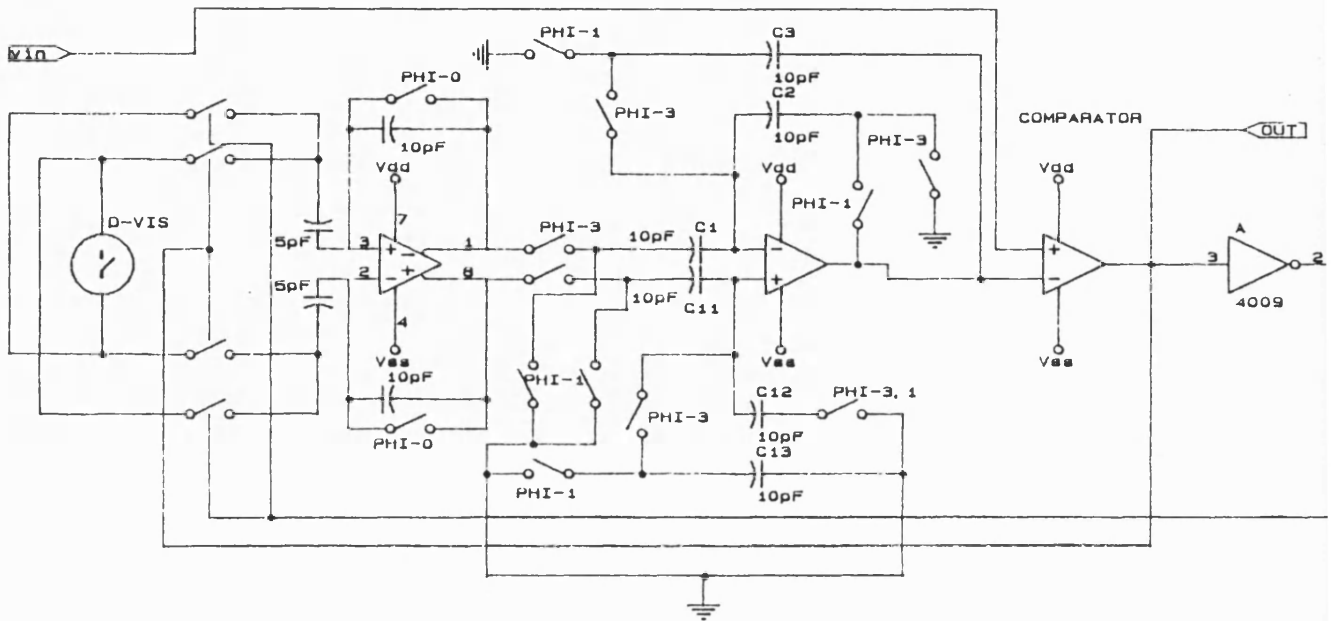 Vin
PHI-1
C3
10pF
PHI-0
PHI-3
C2
10pF
COMPARATOR
OUT
10pF
PHI-3
Vdd
Vdd
Vdd
D-VIS
PHI-1
5pF
7
PHI-3
10pF
C1
A
3
1
2
8
3
2
5pF
10pF
C11
4009
4
Vss
Vss
Vss
10pF
PHI-1
C12
PHI-3, 1
PHI-3
10pF
PHI-0
C13
PHI-1
10pF